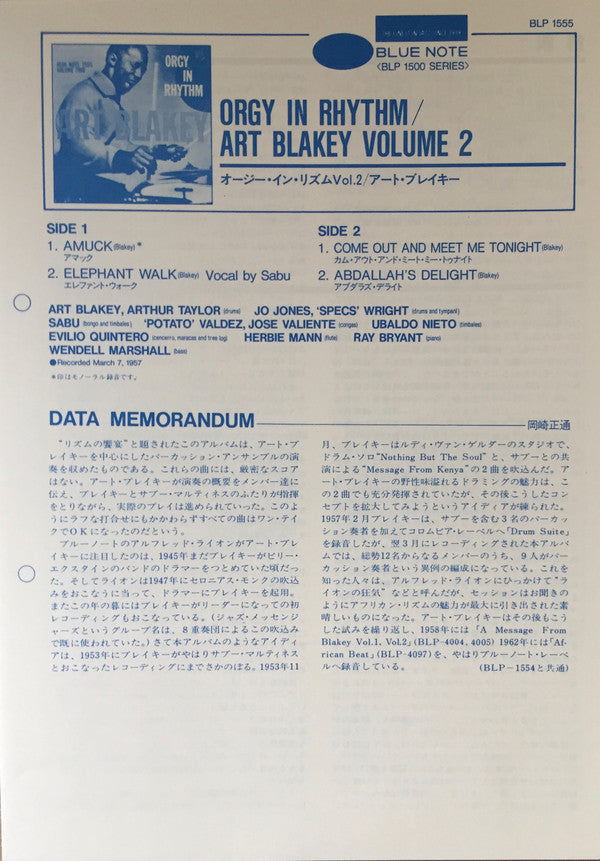 BLP 1555
BLUE NOTE
〈BLP 1500 SERIES〉
ORGY
IN
RHYTHM
ART BLAKEY
ORGY IN RHYTHM/
ART BLAKEY VOLUME 2
オージー・イン・リズムVol.2/アート・ブレイキー
SIDE 1
1. AMUCK(Blakey)*
アマック
2. ELEPHANT WALK(Blakey) Vocal by Sabu
エレファント・ウォーク
SIDE 2
1. COME OUT AND MEET ME TONIGHT(Blakey)
カム・アウト・アンド・ミート・ミー・トゥナイト
2. ABDALLAH'S DELIGHT(Blakey)
アブダラズ・デライト
ART BLAKEY, ARTHUR TAYLOR (drums) JO JONES, 'SPECS' WRIGHT (drums and tympani)
SABU (bongo and timbales) 'POTATO' VALDEZ, JOSE VALIENTE (congas) UBALDO NIETO (timbales)
EVILIO QUINTERO (cencerro, maracas and tree log) HERBIE MANN (flute) RAY BRYANT (piano)
WENDELL MARSHALL (bass)
●Recorded March 7, 1957
*印はモノーラル録音です。
DATA MEMORANDUM
岡崎正通
“リズムの饗宴”と題されたこのアルバムは、アート・ブ
レイキーを中心にしたパーカッション・アンサンブルの演
奏を収めたものである。これらの曲には、厳密なスコア
はない。アート・ブレイキーが演奏の概要をメンバー達に
伝え、ブレイキーとサブー・マルティネスのふたりが指揮
をとりながら、実際のプレイは進められていった。このよ
うにラフな打合せにもかかわらずすべての曲はワン・テイ
クでOKになったのだという。
ブルーノートのアルフレッド・ライオンがアート・ブレ
イキーに注目したのは、1945年まだブレイキーがビリー・
エクスタインのバンドのドラマーをつとめていた頃だっ
た。そしてライオンは1947年にセロニアス・モンクの吹込
みをおこなうに当って、ドラマーにブレイキーを起用。
またこの年の暮にはブレイキーがリーダーになっての初
レコーディングもおこなっている。(ジャズ・メッセンジ
ャーズというグループ名は、8重奏団によるこの吹込み
で既に使われていた。)さて本アルバムのようなアイディ
アは、1953年にブレイキーがやはりサブー・マルティネス
とおこなったレコーディングにまでさかのぼる。1953年11
月、ブレイキーはルディ・ヴァン・ゲルダーのスタジオで、
ドラム・ソロ“Nothing But The Soul”と、サブーとの共
演による“Message From Kenya”の2曲を吹込んだ。ア
ート・ブレイキーの野性味溢れるドラミングの魅力は、こ
の2曲でも充分発揮されていたが、その後こうしたコン
セプトを拡大してみようというアイディアが練られた。
1957年2月ブレイキーは、サブーを含む3名のパーカッ
ション奏者を加えてコロムビア・レーベルへ「Drum Suite」
を録音したが、翌3月にレコーディングされた本アルバ
ムでは、総勢12名からなるメンバーのうち、9人がパー
カッション奏者という異例の編成になっている。これを
知った人々は、アルフレッド・ライオンにひっかけて“ラ
イオンの狂気”などと呼んだが、セッションはお聞きの
ようにアフリカン・リズムの魅力が最大に引き出された素
晴しいものになった。アート・ブレイキーはその後もこう
した試みを繰り返し、1958年には「A Message From
Blakey Vol.1, Vol.2」(BLP-4004, 4005) 1962年には「Af-
rican Beat」(BLP-4097)を、やはりブルーノート・レーベ
ルへ録音している。 (BLP-1554と共通)